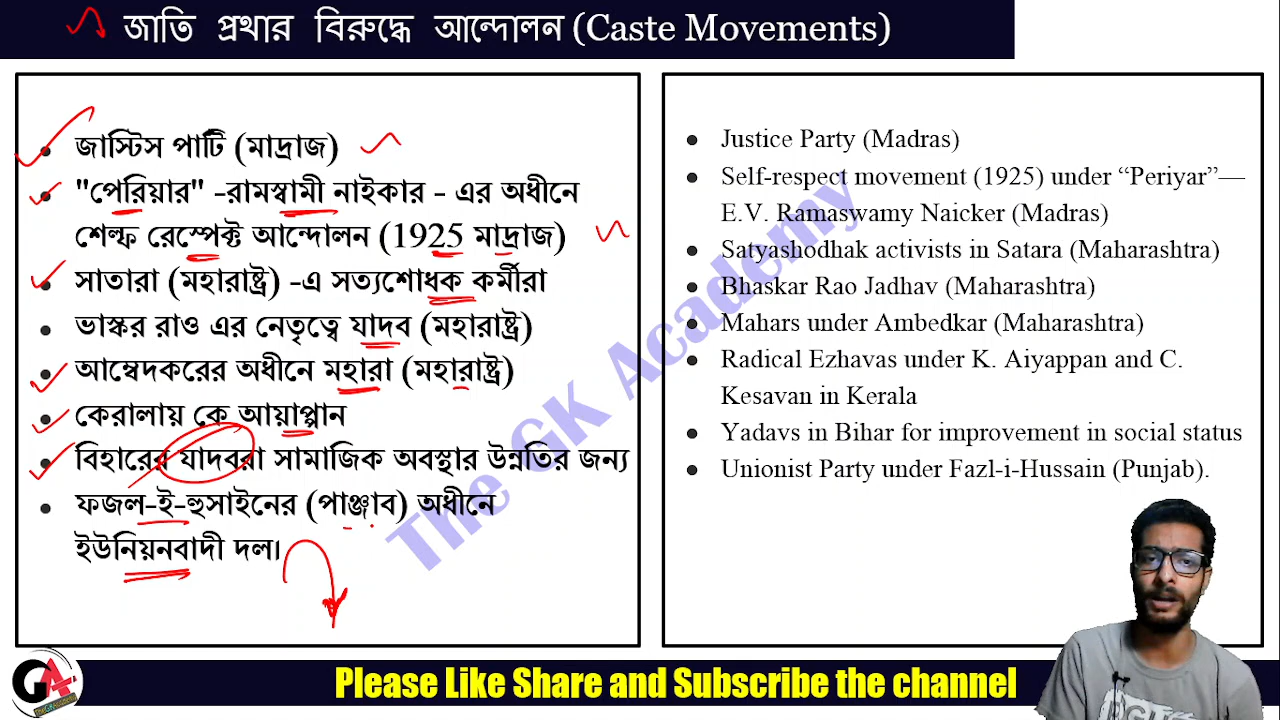 জাতি প্রথার বিরুদ্ধে আন্দোলন (Caste Movements)
জাস্টিস পার্টি (মাদ্রাজ)
"পেরিয়ার" -রামস্বামী নাইকার - এর অধীনে
শেল্ফ রেস্পেক্ট আন্দোলন (1925 মাদ্রাজ)
সাতারা (মহারাষ্ট্র) -এ সত্যশোধক কর্মীরা
ভাস্কর রাও এর নেতৃত্বে যাদব (মহারাষ্ট্র)
আম্বেদকরের অধীনে মহারা (মহারাষ্ট্র)
কেরালায় কে আয়াপ্পান
বিহারের যাদবরা সামাজিক অবস্থার উন্নতির জন্য
ফজল-ই-হুসাইনের (পাঞ্জাব) অধীনে
ইউনিয়নবাদী দল।
Justice Party (Madras)
Self-respect movement (1925) under “Periyar”—
E.V. Ramaswamy Naicker (Madras)
Satyashodhak activists in Satara (Maharashtra)
Bhaskar Rao Jadhav (Maharashtra)
Mahars under Ambedkar (Maharashtra)
Radical Ezhavas under K. Aiyappan and C.
Kesavan in Kerala
Yadavs in Bihar for improvement in social status
Unionist Party under Fazl-i-Hussain (Punjab).
The GK Academy
GA
Please Like Share and Subscribe the channel